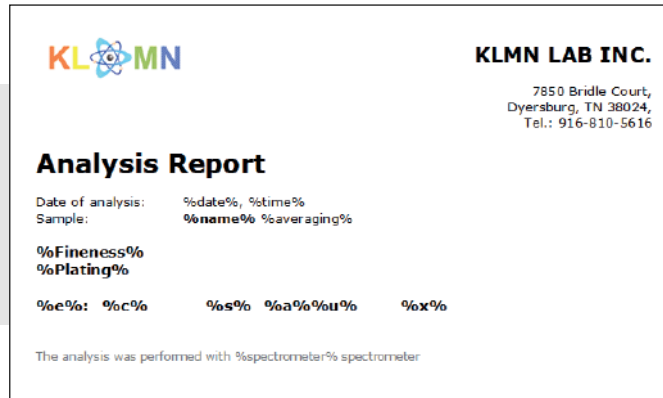 KLMN
KLMN LAB INC.
7850 Bridle Court,
Dyersburg, TN 38024,
Tel.: 916-810-5616
Analysis Report
Date of analysis: %date%, %time%
Sample: %name% %averaging%
%Fineness%
%Plating%
%e%: %c% %s% %a%%u% %x%
The analysis was performed with %spectrometer% spectrometer